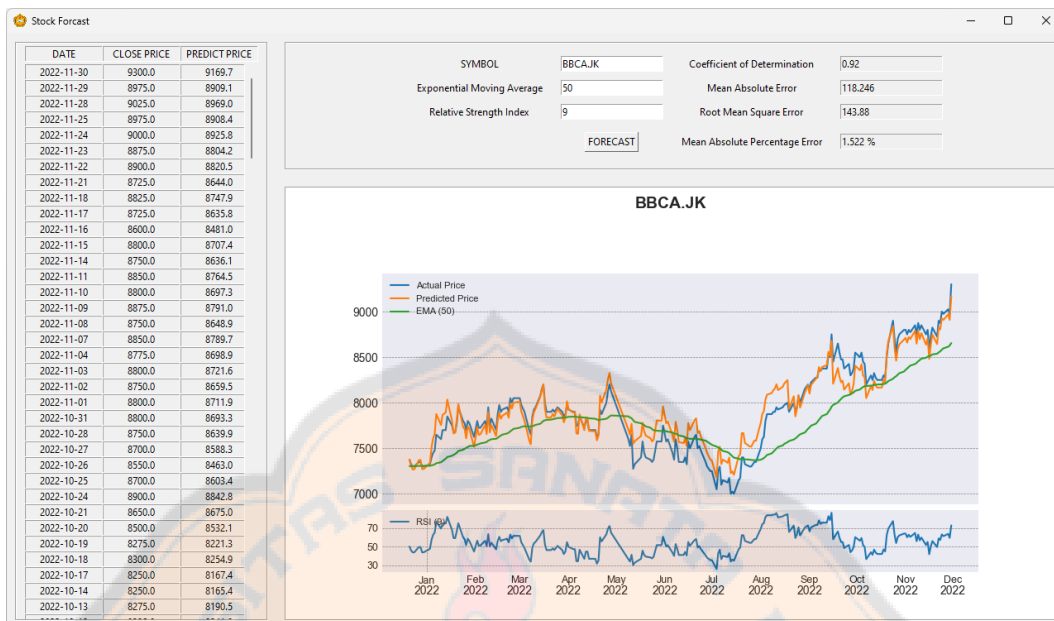 Stock Forcast
DATE CLOSE PRICE PREDICT PRICE
2022-11-30 9300.0 9169.7
2022-11-29 8975.0 8909.1
2022-11-28 9025.0 8969.0
2022-11-25 8975.0 8908.4
2022-11-24 9000.0 8925.8
2022-11-23 8875.0 8804.2
2022-11-22 8900.0 8820.5
2022-11-21 8725.0 8644.0
2022-11-18 8825.0 8747.9
2022-11-17 8725.0 8635.8
2022-11-16 8600.0 8481.0
2022-11-15 8800.0 8707.4
2022-11-14 8750.0 8636.1
2022-11-11 8850.0 8764.5
2022-11-10 8800.0 8697.3
2022-11-09 8875.0 8791.0
2022-11-08 8750.0 8648.9
2022-11-07 8850.0 8789.7
2022-11-04 8775.0 8698.9
2022-11-03 8800.0 8721.6
2022-11-02 8750.0 8659.5
2022-11-01 8800.0 8711.9
2022-10-31 8800.0 8693.3
2022-10-28 8750.0 8639.9
2022-10-27 8700.0 8588.3
2022-10-26 8550.0 8463.0
2022-10-25 8700.0 8603.4
2022-10-24 8900.0 8842.8
2022-10-21 8650.0 8675.0
2022-10-20 8500.0 8532.1
2022-10-19 8275.0 8221.3
2022-10-18 8300.0 8254.9
2022-10-17 8250.0 8167.4
2022-10-14 8250.0 8165.4
2022-10-13 8275.0 8190.5
SYMBOL BBCA.JK Coefficient of Determination 0.92
Exponential Moving Average 50 Mean Absolute Error 118.246
Relative Strength Index 9 Root Mean Square Error 143.88
FORECAST Mean Absolute Percentage Error 1.522 %
BBCA.JK
Actual Price
Predicted Price
EMA (50)
9000
8500
8000
7500
7000
RSI (9)
70
50
30
Jan Feb Mar Apr May Jun Jul Aug Sep Oct Nov Dec
2022 2022 2022 2022 2022 2022 2022 2022 2022 2022 2022 2022
SANATA